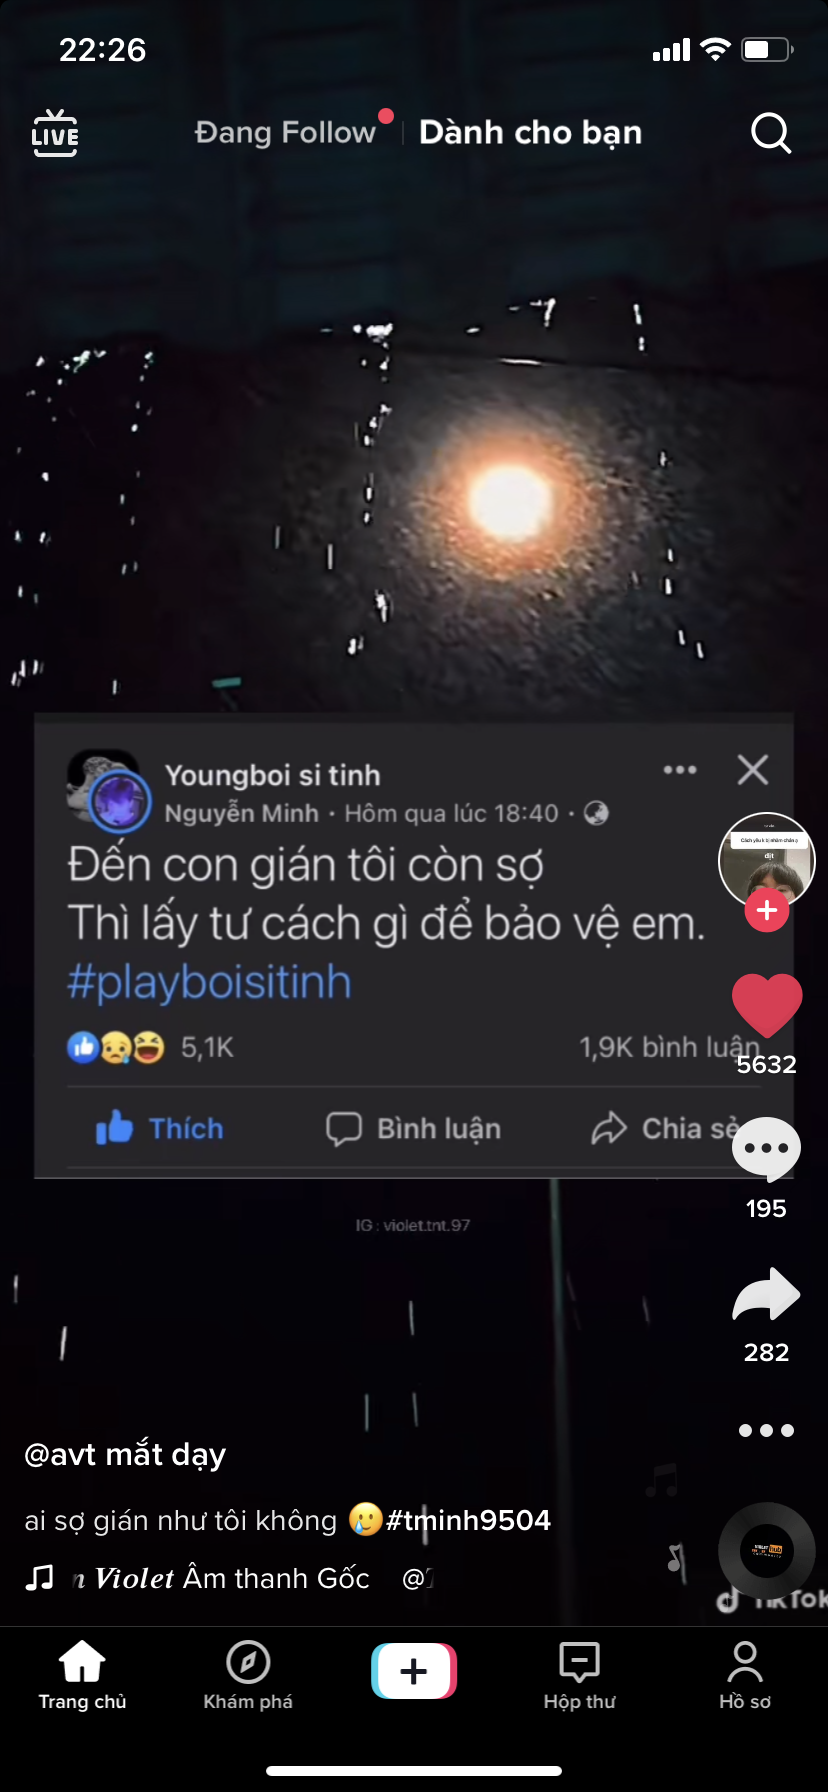 22:26
LIVE
Đang Follow
Dành cho bạn
Youngboi si tinh
Nguyễn Minh · Hôm qua lúc 18:40 ·
Đến con gián tôi còn sợ
Thì lấy tư cách gì để bảo vệ em.
#playboisitinh
5,1K
1,9K bình luận
Thích
Bình luận
Chia sẻ
5632
195
282
IG : violet.tnt.97
@avt mắt dạy
ai sợ gián như tôi không 🥲#tminh9504
n Violet Âm thanh Gốc
TikTok
Trang chủ
Khám phá
Hộp thư
Hồ sơ